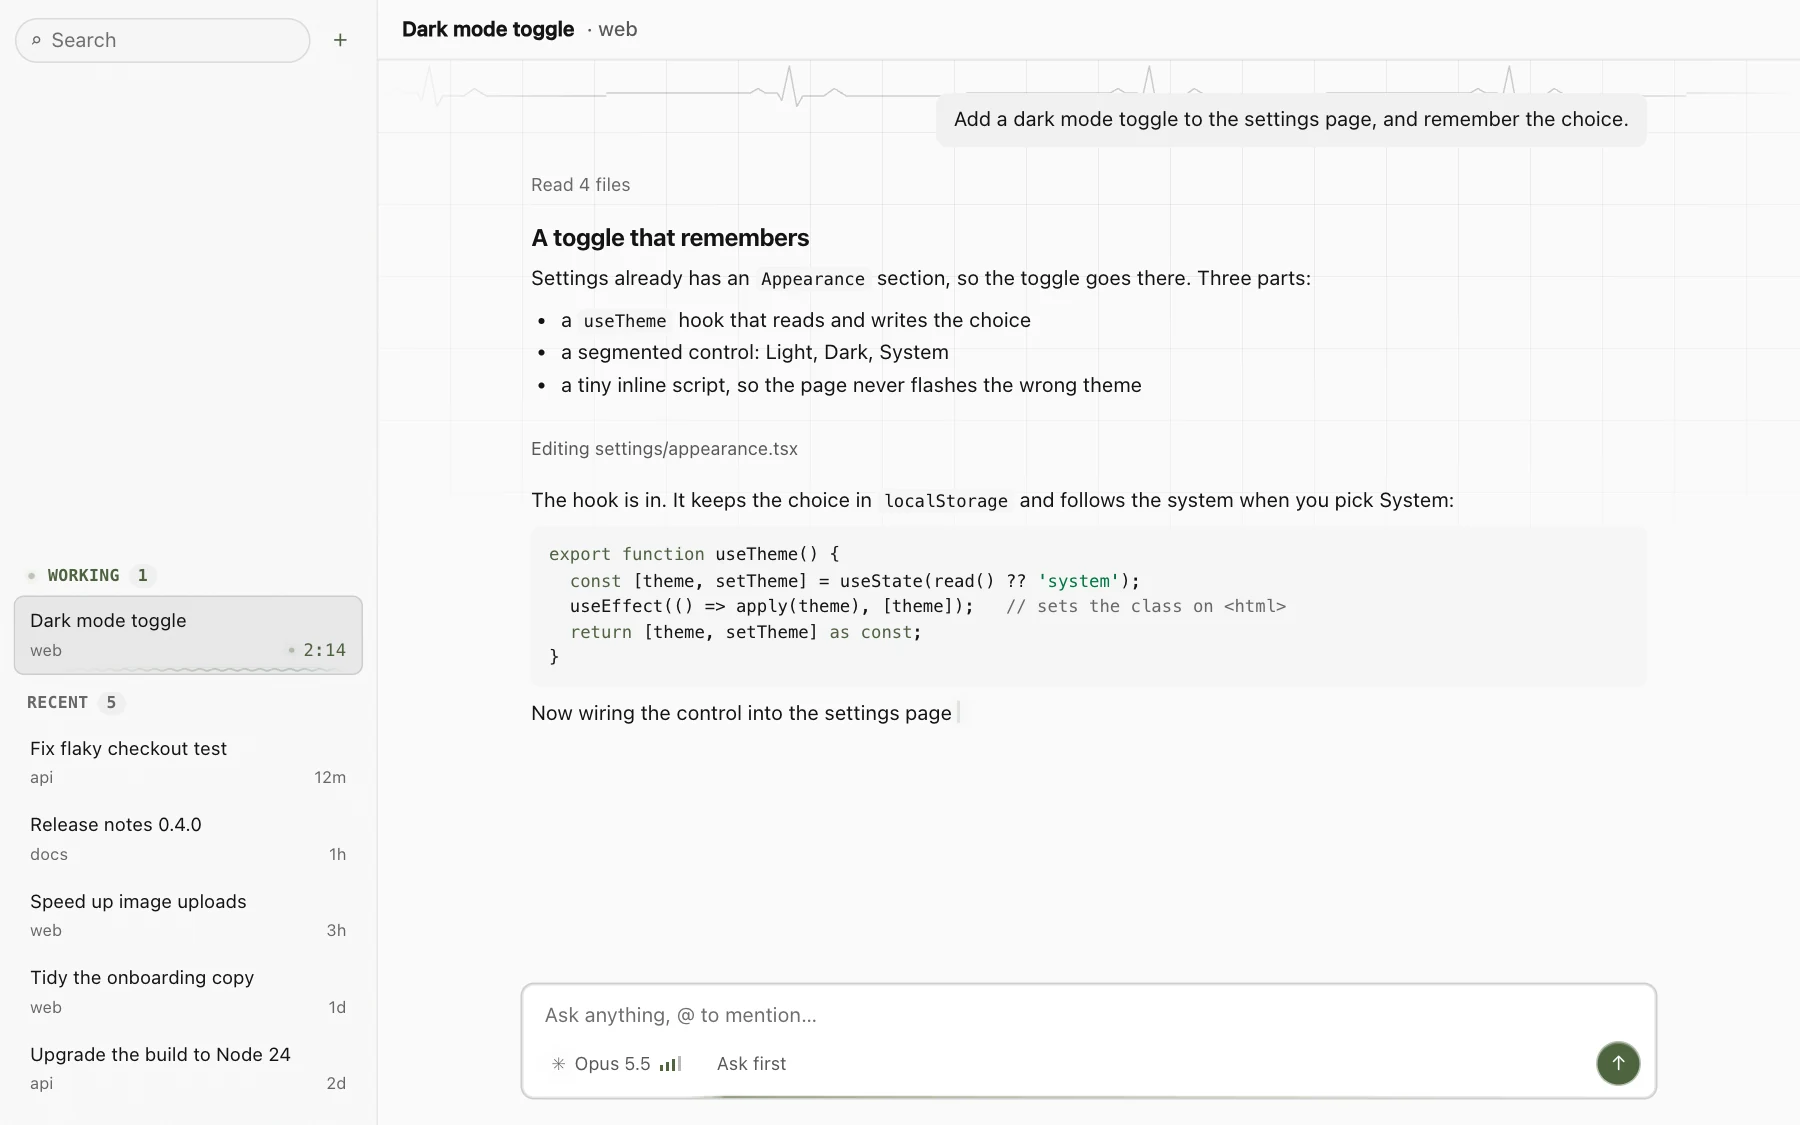 Search
+
WORKING 1
Dark mode toggle
web
2:14
RECENT 5
Fix flaky checkout test
api
12m
Release notes 0.4.0
docs
1h
Speed up image uploads
web
3h
Tidy the onboarding copy
web
1d
Upgrade the build to Node 24
api
2d
Dark mode toggle · web
Add a dark mode toggle to the settings page, and remember the choice.
Read 4 files
A toggle that remembers
Settings already has an Appearance section, so the toggle goes there. Three parts:
• a useTheme hook that reads and writes the choice
• a segmented control: Light, Dark, System
• a tiny inline script, so the page never flashes the wrong theme
Editing settings/appearance.tsx
The hook is in. It keeps the choice in localStorage and follows the system when you pick System:
export function useTheme() {
  const [theme, setTheme] = useState(read() ?? 'system');
  useEffect(() => apply(theme), [theme]);   // sets the class on <html>
  return [theme, setTheme] as const;
}
Now wiring the control into the settings page
Ask anything, @ to mention…
Opus 5.5
Ask first